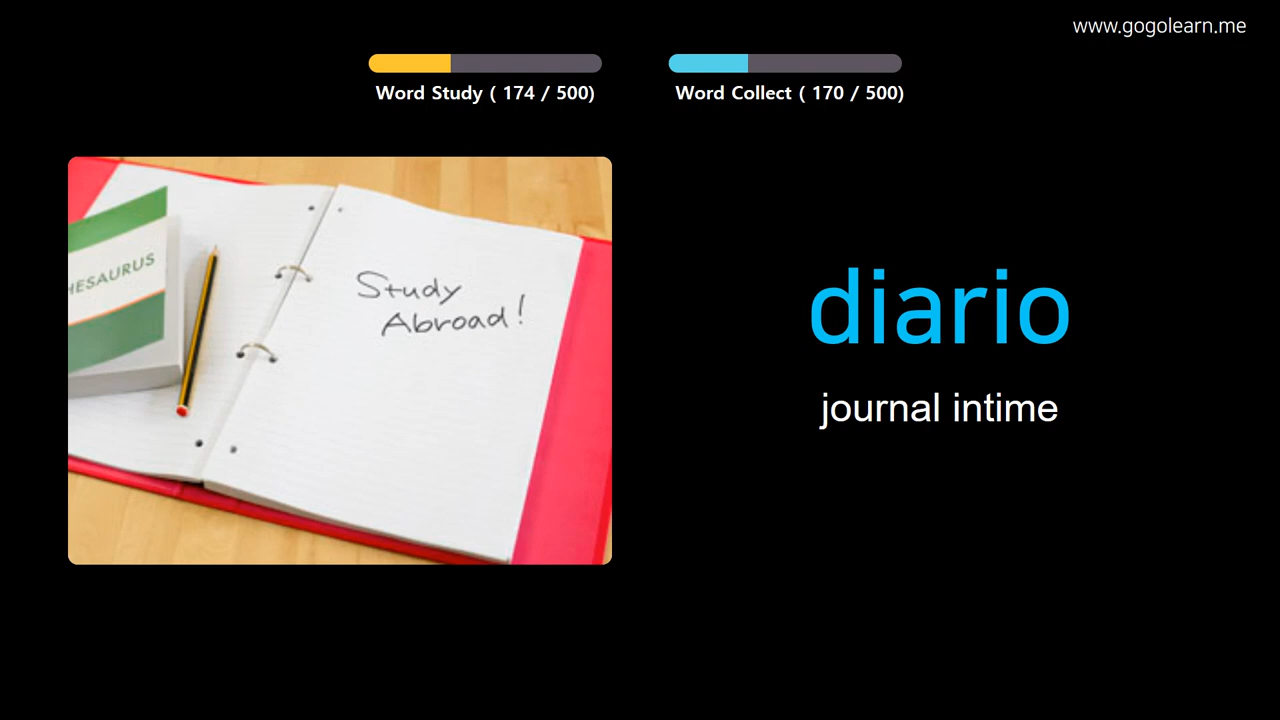 www.gogolearn.me
Word Study ( 174 / 500)
Word Collect ( 170 / 500)
HESAURUS
Study
Abroad!
diario
journal intime